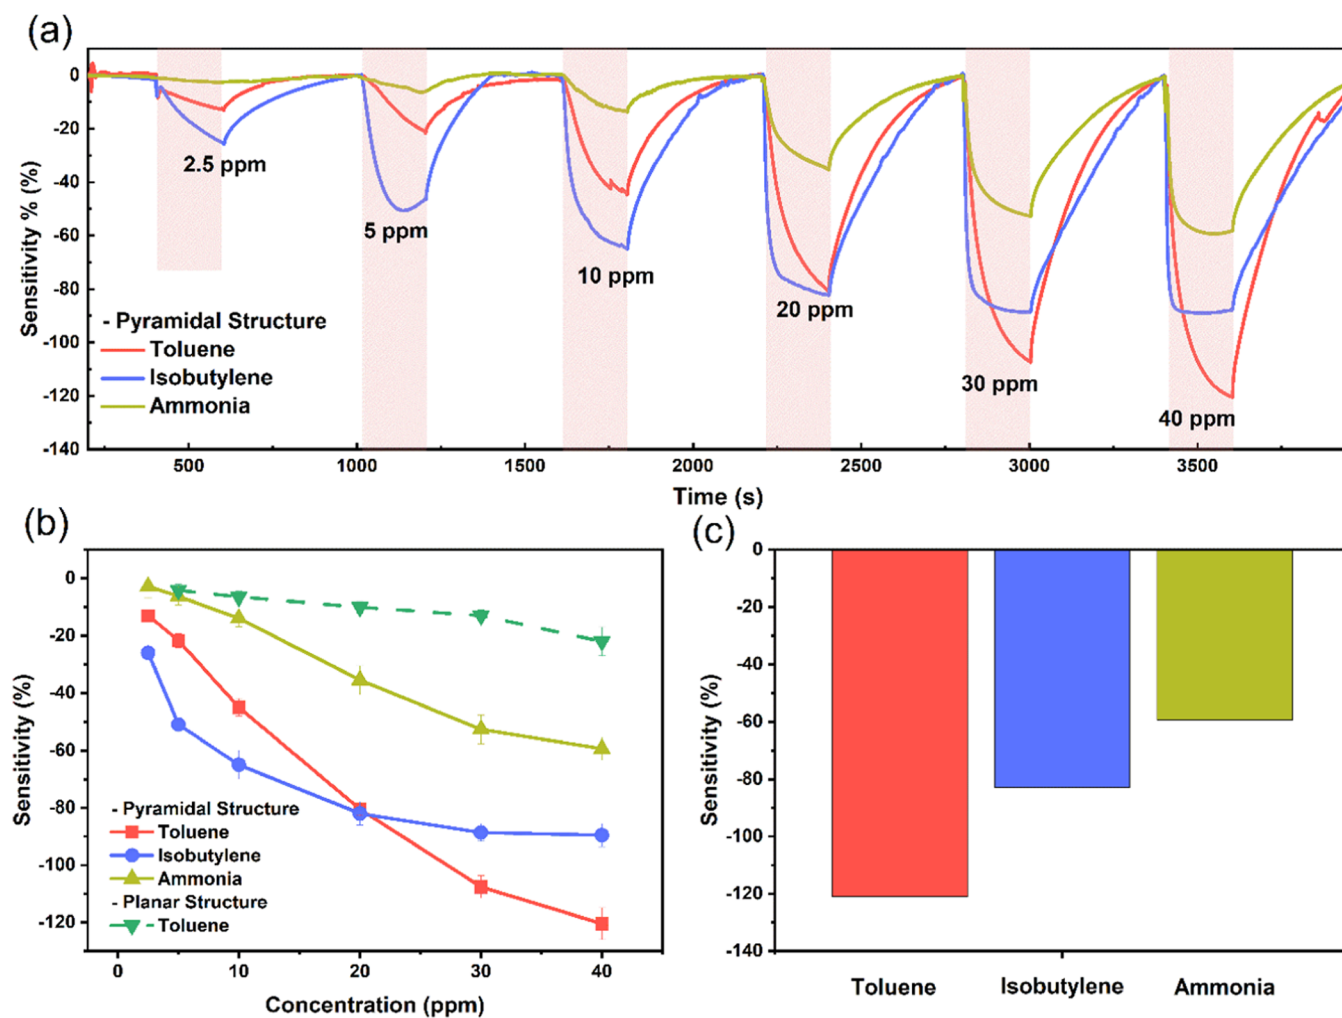 (a)
0
-20
-40
-60
-80
-100
-120
-140
Sensitivity % (%)
2.5 ppm
5 ppm
10 ppm
20 ppm
30 ppm
40 ppm
- Pyramidal Structure
Toluene
Isobutylene
Ammonia
500 1000 1500 2000 2500 3000 3500
Time (s)
(b)
0
-20
-40
-60
-80
-100
-120
Sensitivity (%)
- Pyramidal Structure
Toluene
Isobutylene
Ammonia
- Planar Structure
Toluene
0 10 20 30 40
Concentration (ppm)
(c)
0
-20
-40
-60
-80
-100
-120
-140
Sensitivity (%)
Toluene Isobutylene Ammonia